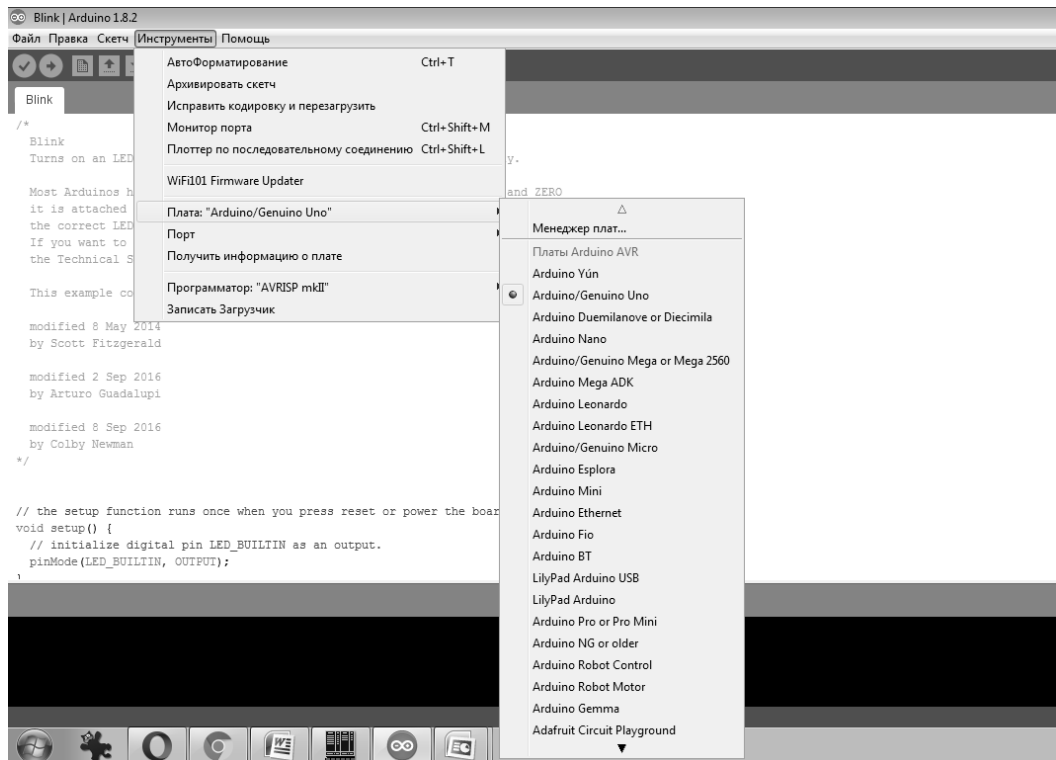 Blink | Arduino 1.8.2
Файл Правка Скетч Инструменты Помощь
Blink
АвтоФорматирование Ctrl+T
Архивировать скетч
Исправить кодировку и перезагрузить
Монитор порта Ctrl+Shift+M
Плоттер по последовательному соединению Ctrl+Shift+L
WiFi101 Firmware Updater
Плата: "Arduino/Genuino Uno"
Порт
Получить информацию о плате
Программатор: "AVRISP mkII"
Записать Загрузчик
Менеджер плат...
Платы Arduino AVR
Arduino Yún
Arduino/Genuino Uno
Arduino Duemilanove or Diecimila
Arduino Nano
Arduino/Genuino Mega or Mega 2560
Arduino Mega ADK
Arduino Leonardo
Arduino Leonardo ETH
Arduino/Genuino Micro
Arduino Esplora
Arduino Mini
Arduino Ethernet
Arduino Fio
Arduino BT
LilyPad Arduino USB
LilyPad Arduino
Arduino Pro or Pro Mini
Arduino NG or older
Arduino Robot Control
Arduino Robot Motor
Arduino Gemma
Adafruit Circuit Playground
/*
Blink
Turns on an LED y.
Most Arduinos h and ZERO
it is attached
the correct LED
If you want to
the Technical S
This example co
modified 8 May 2014
by Scott Fitzgerald
modified 2 Sep 2016
by Arturo Guadalupi
modified 8 Sep 2016
by Colby Newman
*/
// the setup function runs once when you press reset or power the boar
void setup() {
// initialize digital pin LED_BUILTIN as an output.
pinMode(LED_BUILTIN, OUTPUT);